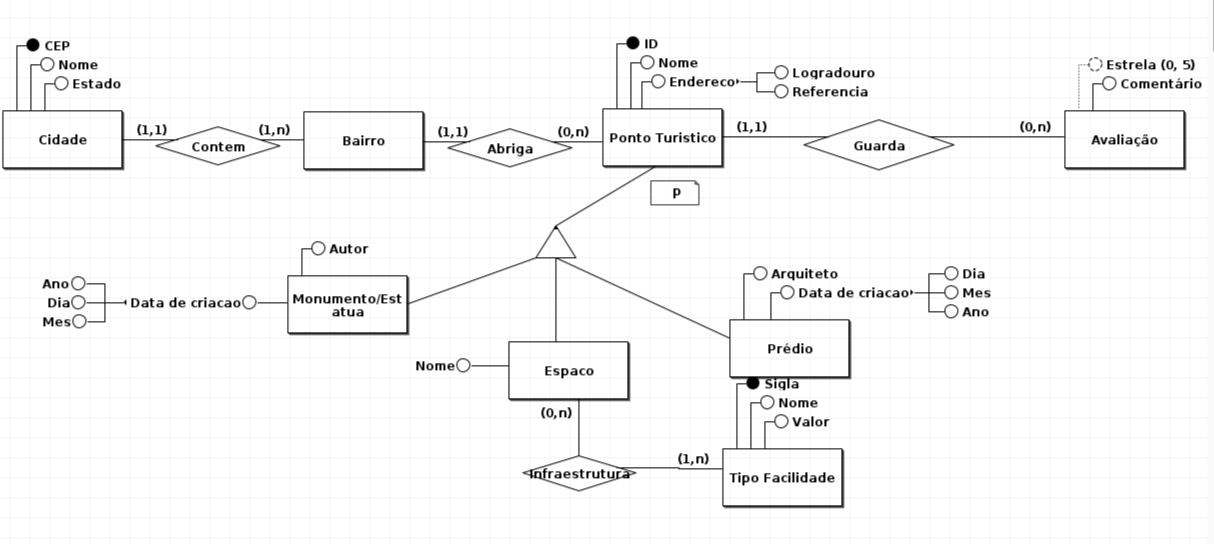 CEP
Nome
Estado
Cidade
(1,1)
Contem
(1,n)
Bairro
(1,1)
Abriga
(0,n)
ID
Nome
Endereco
Logradouro
Referencia
Ponto Turistico
(1,1)
Guarda
(0,n)
Estrela (0, 5)
Comentário
Avaliação
p
Autor
Ano
Dia
Mes
Data de criacao
Monumento/Est
atua
Arquiteto
Data de criacao
Dia
Mes
Ano
Prédio
Nome
Espaco
(0,n)
Infraestrutura
(1,n)
Sigla
Nome
Valor
Tipo Facilidade